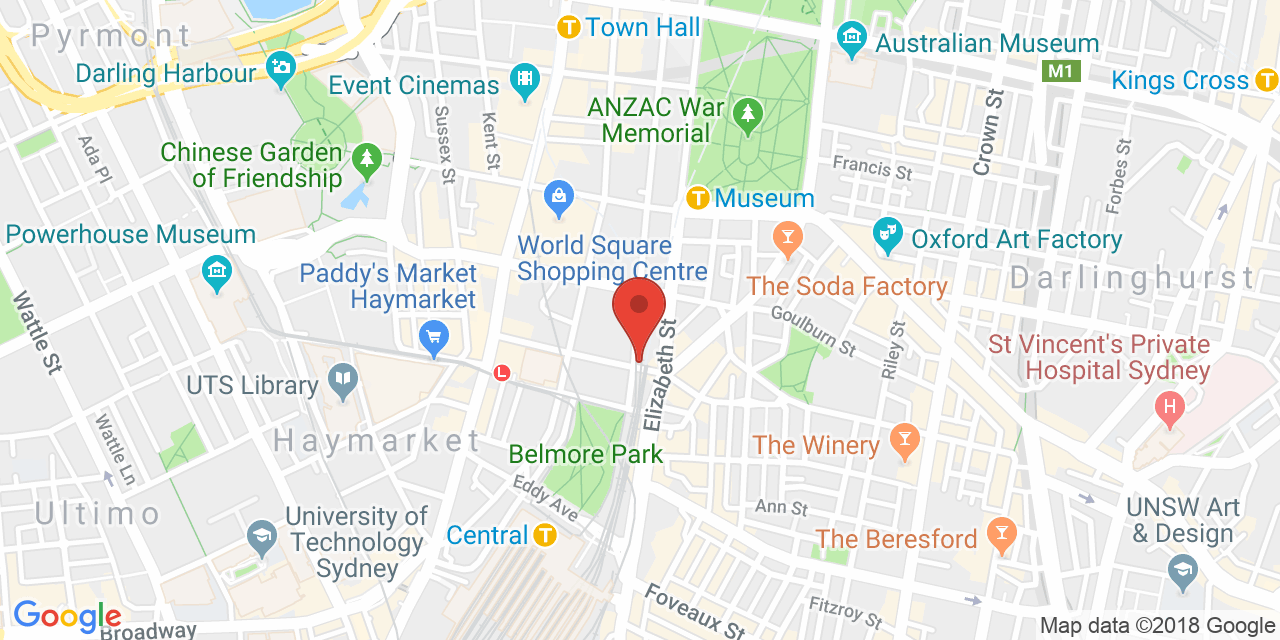 Pyrmont
Town Hall
Australian Museum
Darling Harbour
M1
Kings Cross
Event Cinemas
ANZAC War
Memorial
Crown St
Sussex St
Kent St
Ada Pl
Chinese Garden
of Friendship
Francis St
Forbes St
Museum
Powerhouse Museum
World Square
Shopping Centre
Oxford Art Factory
Paddy's Market
Haymarket
The Soda Factory
Darlinghurst
Wattle St
Goulburn St
Elizabeth St
Riley St
St Vincent's Private
Hospital Sydney
UTS Library
L
H
Haymarket
Belmore Park
The Winery
Wattle Ln
Eddy Ave
Ann St
Ultimo
University of
Technology
Sydney
Central
T
The Beresford
UNSW Art
& Design
Foveaux St
Fitzroy St
Google
Broadway
Map data ©2018 Google